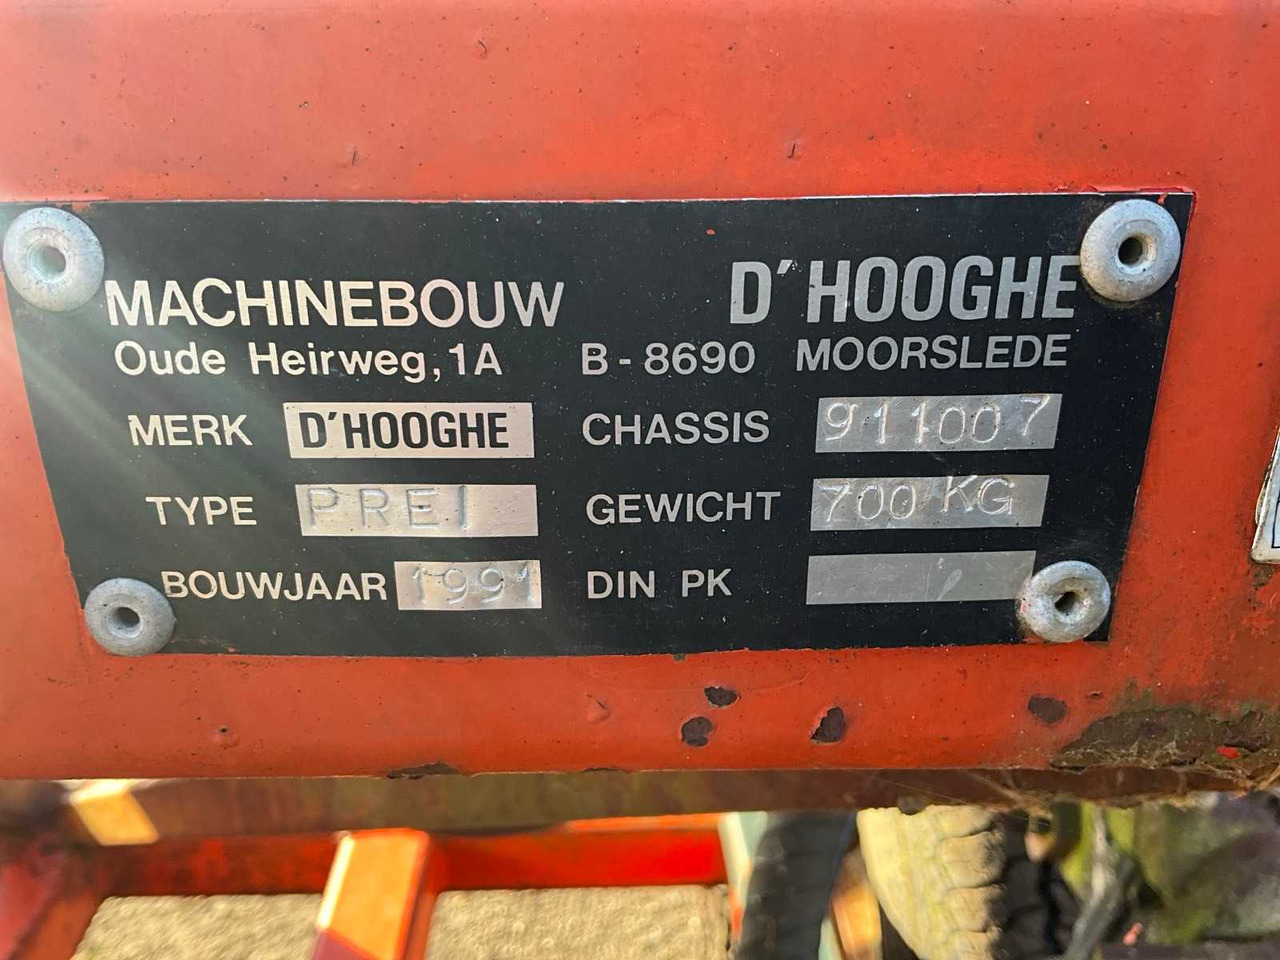 MACHINEBOUW D'HOOGHE
Oude Heirweg, 1A B - 8690 MOORSLEDE
MERK D'HOOGHE CHASSIS 911007
TYPE PREI GEWICHT 700 KG
BOUWJAAR 1991 DIN PK